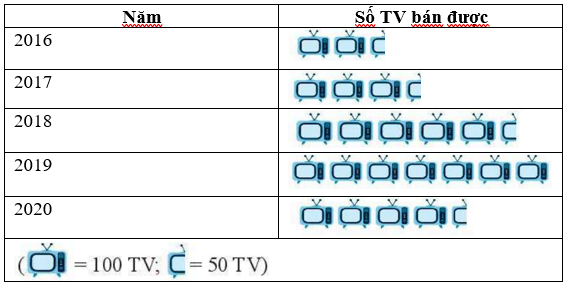 Năm Số TV bán được
2016
2017
2018
2019
2020
( = 100 TV; = 50 TV)